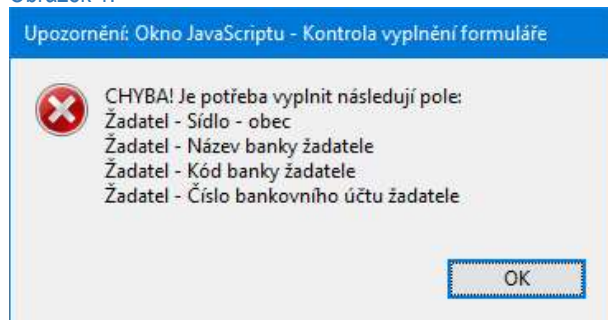 Upozornění: Okno JavaScriptu - Kontrola vyplnění formuláře
CHYBA! Je potřeba vyplnit následují pole:
Žadatel - Sídlo - obec
Žadatel - Název banky žadatele
Žadatel - Kód banky žadatele
Žadatel - Číslo bankovního účtu žadatele
OK